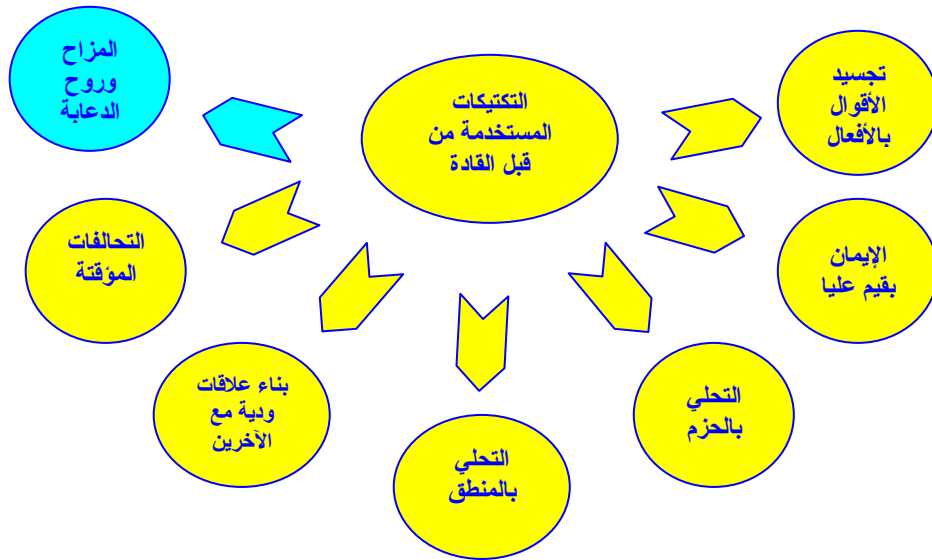 التكتيكات
المستخدمة من
قبل القادة
تجسيد
الأقوال
بالأفعال
الإيمان
بقيم عليا
التحلي
بالحزم
التحلي
بالمنطق
بناء علاقات
ودية مع
الآخرين
التحالفات
المؤقتة
المزاح
وروح
الدعابة